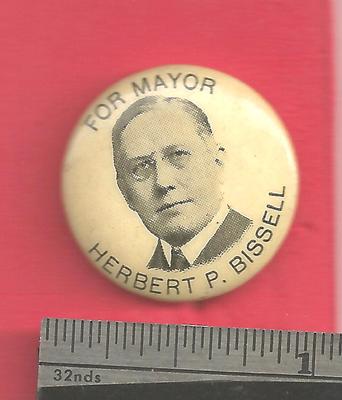 FOR MAYOR
HERBERT P. BISSELL
32nds
1